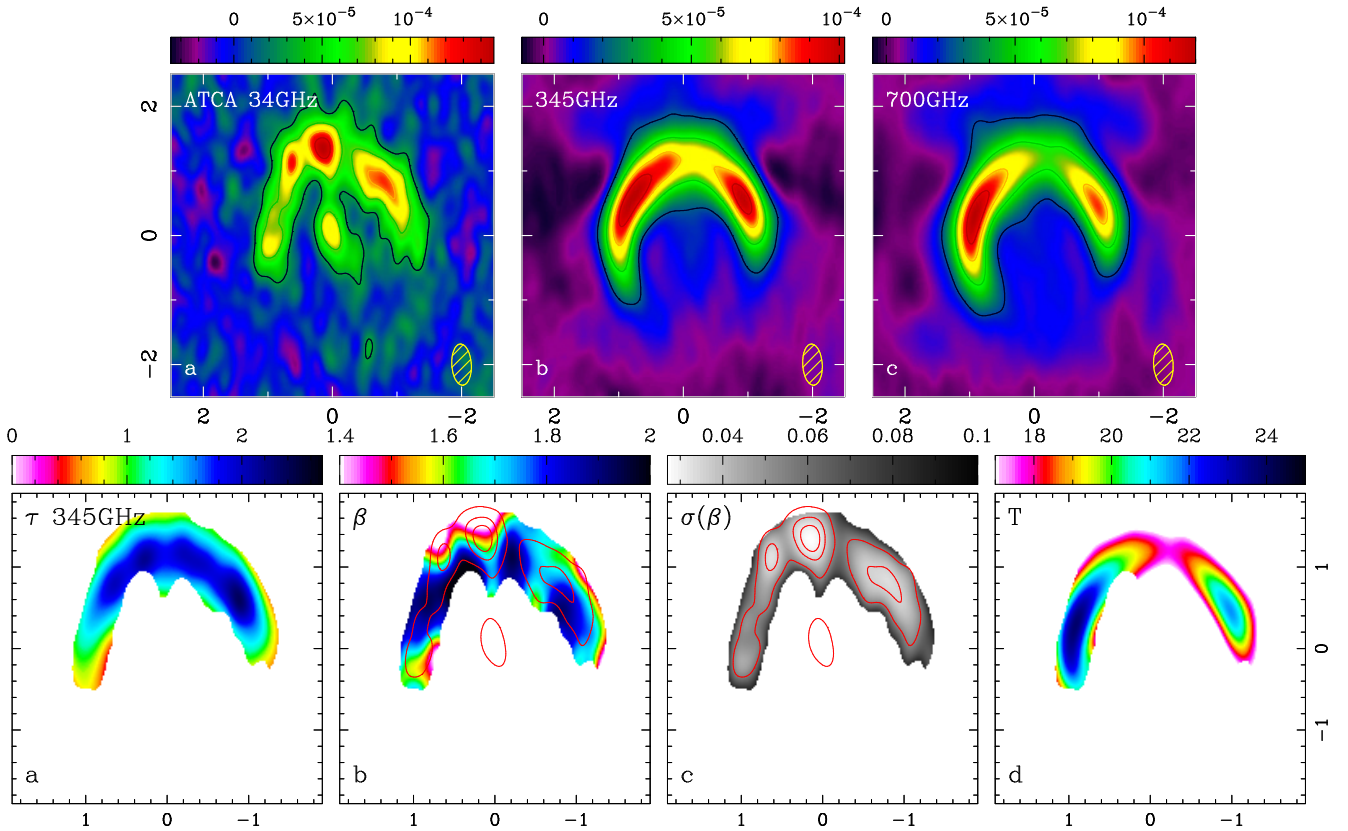 0 5×10⁻⁵ 10⁻⁴ 0 5×10⁻⁵ 10⁻⁴ 0 5×10⁻⁵ 10⁻⁴
ATCA 34GHz 345GHz 700GHz
2
0
−2
a b c
2 0 −2 2 0 −2 2 0 −2
0 1 2 1.4 1.6 1.8 2 0.04 0.06 0.08 0.1 18 20 22 24
τ 345GHz β σ(β) T
1
0
−1
a b c d
1 0 −1 1 0 −1 1 0 −1 1 0 −1